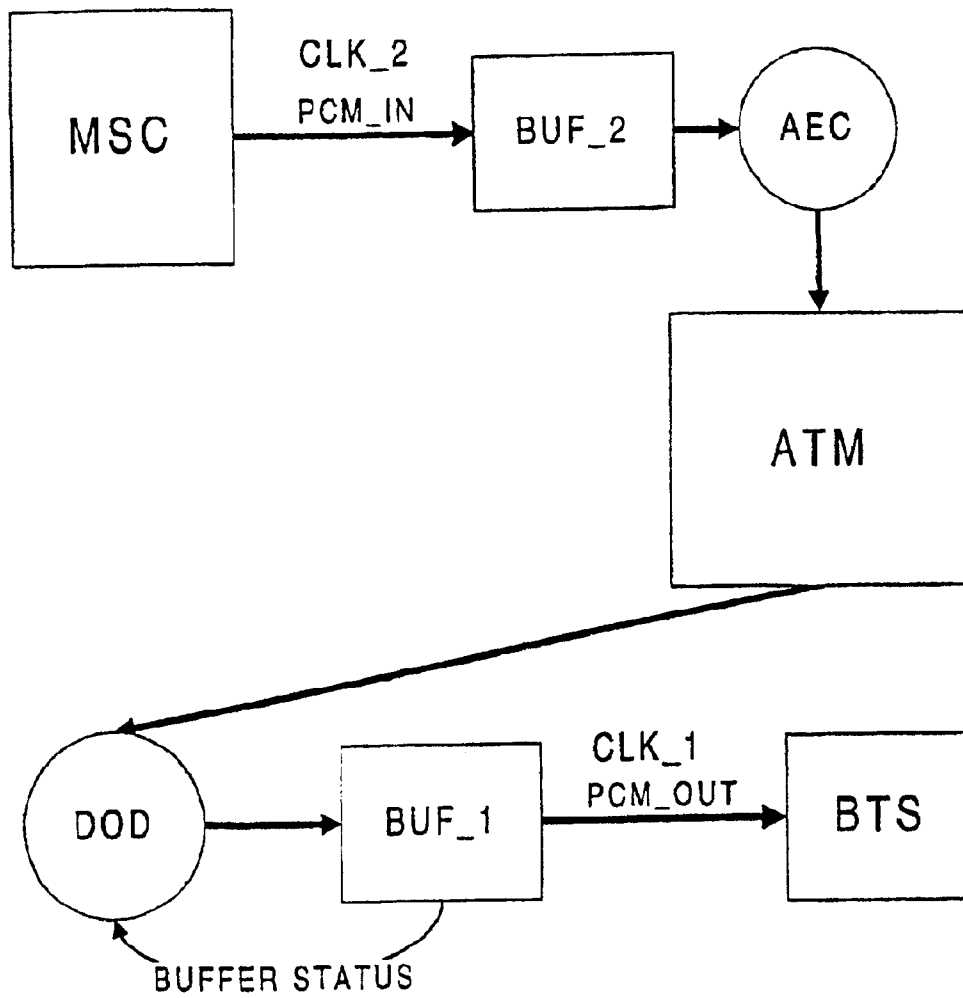 MSC
CLK_2
PCM_IN
BUF_2
AEC
ATM
DOD
BUF_1
CLK_1
PCM_OUT
BTS
BUFFER STATUS